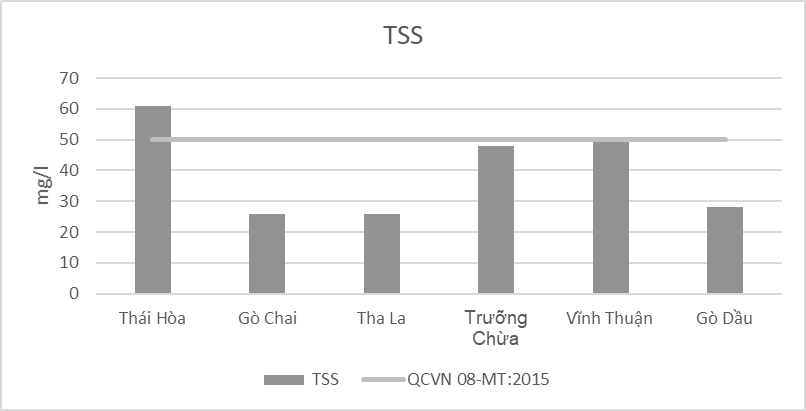 TSS
70
60
50
40
30
20
10
0
mg/l
Thái Hòa
Gò Chai
Tha La
Trưỡng
Chừa
Vĩnh Thuận
Gò Dầu
TSS
QCVN 08-MT:2015